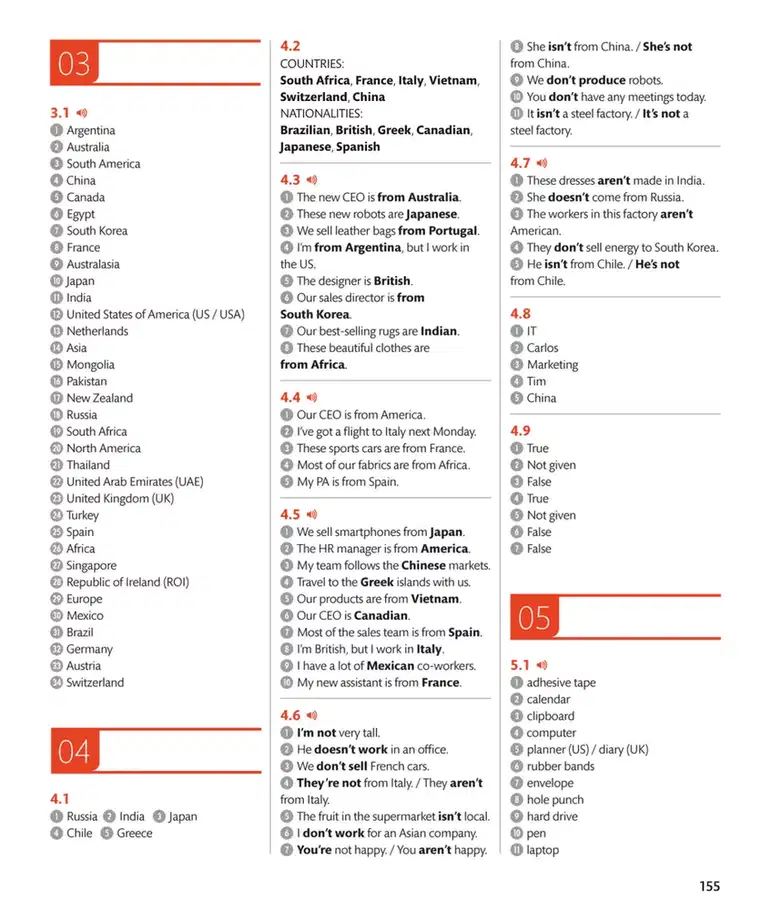 03
3.1
1 Argentina
2 Australia
3 South America
4 China
5 Canada
6 Egypt
7 South Korea
8 France
9 Australasia
10 Japan
11 India
12 United States of America (US / USA)
13 Netherlands
14 Asia
15 Mongolia
16 Pakistan
17 New Zealand
18 Russia
19 South Africa
20 North America
21 Thailand
22 United Arab Emirates (UAE)
23 United Kingdom (UK)
24 Turkey
25 Spain
26 Africa
27 Singapore
28 Republic of Ireland (ROI)
29 Europe
30 Mexico
31 Brazil
32 Germany
33 Austria
34 Switzerland
04
4.1
1 Russia 2 India 3 Japan
4 Chile 5 Greece
4.2
COUNTRIES:
South Africa, France, Italy, Vietnam,
Switzerland, China
NATIONALITIES:
Brazilian, British, Greek, Canadian,
Japanese, Spanish
4.3
1 The new CEO is from Australia.
2 These new robots are Japanese.
3 We sell leather bags from Portugal.
4 I'm from Argentina, but I work in
the US.
5 The designer is British.
6 Our sales director is from
South Korea.
7 Our best-selling rugs are Indian.
8 These beautiful clothes are
from Africa.
4.4
1 Our CEO is from America.
2 I've got a flight to Italy next Monday.
3 These sports cars are from France.
4 Most of our fabrics are from Africa.
5 My PA is from Spain.
4.5
1 We sell smartphones from Japan.
2 The HR manager is from America.
3 My team follows the Chinese markets.
4 Travel to the Greek islands with us.
5 Our products are from Vietnam.
6 Our CEO is Canadian.
7 Most of the sales team is from Spain.
8 I'm British, but I work in Italy.
9 I have a lot of Mexican co-workers.
10 My new assistant is from France.
4.6
1 I'm not very tall.
2 He doesn't work in an office.
3 We don't sell French cars.
4 They're not from Italy. / They aren't
from Italy.
5 The fruit in the supermarket isn't local.
6 I don't work for an Asian company.
7 You're not happy. / You aren't happy.
8 She isn't from China. / She's not
from China.
9 We don't produce robots.
10 You don't have any meetings today.
11 It isn't a steel factory. / It's not a
steel factory.
4.7
1 These dresses aren't made in India.
2 She doesn't come from Russia.
3 The workers in this factory aren't
American.
4 They don't sell energy to South Korea.
5 He isn't from Chile. / He's not
from Chile.
4.8
1 IT
2 Carlos
3 Marketing
4 Tim
5 China
4.9
1 True
2 Not given
3 False
4 True
5 Not given
6 False
7 False
05
5.1
1 adhesive tape
2 calendar
3 clipboard
4 computer
5 planner (US) / diary (UK)
6 rubber bands
7 envelope
8 hole punch
9 hard drive
10 pen
11 laptop
155